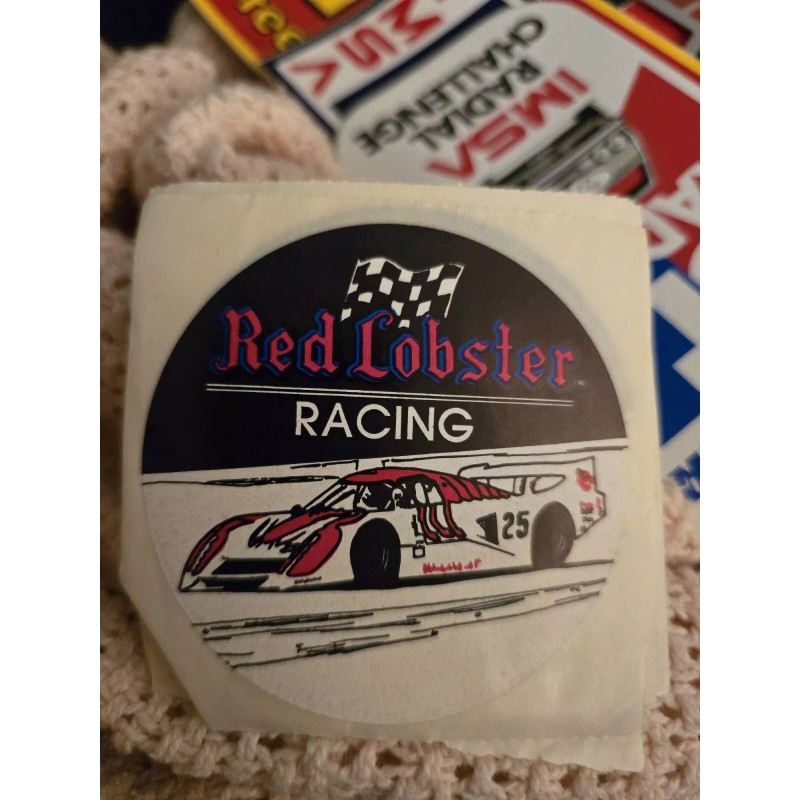 IMSA
RADIAL
CHALLENGE
Red Lobster
RACING
25